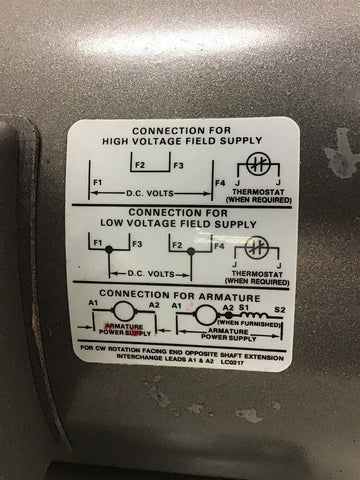 CONNECTION FOR
HIGH VOLTAGE FIELD SUPPLY
F2 F3
F1 F4 J J
D.C. VOLTS THERMOSTAT
(WHEN REQUIRED)
CONNECTION FOR
LOW VOLTAGE FIELD SUPPLY
F1 F3 F2 F4
J J
D.C. VOLTS THERMOSTAT
(WHEN REQUIRED)
CONNECTION FOR ARMATURE
A1 A2 A1 A2 S1 S2
(WHEN FURNISHED)
ARMATURE ARMATURE
POWER SUPPLY POWER SUPPLY
FOR CW ROTATION FACING END OPPOSITE SHAFT EXTENSION
INTERCHANGE LEADS A1 & A2 LC0217